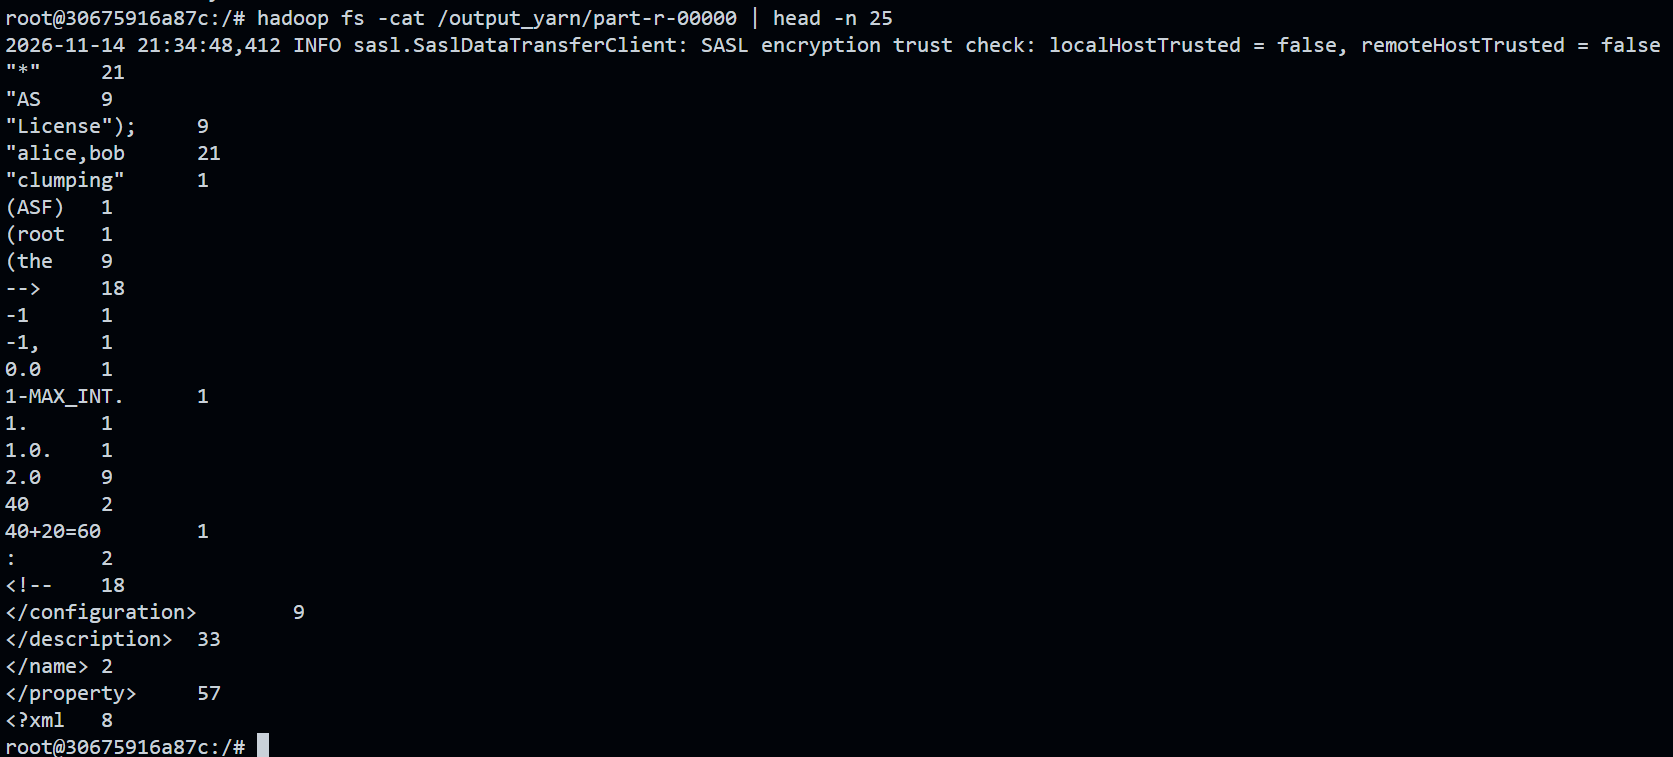 root@30675916a87c:/# hadoop fs -cat /output_yarn/part-r-00000 | head -n 25
2026-11-14 21:34:48,412 INFO sasl.SaslDataTransferClient: SASL encryption trust check: localHostTrusted = false, remoteHostTrusted = false
"*"	21
"AS	9
"License");	9
"alice,bob	21
"clumping"	1
(ASF)	1
(root	1
(the	9
-->	18
-1	1
-1,	1
0.0	1
1-MAX_INT.	1
1.	1
1.0.	1
2.0	9
40	2
40+20=60	1
:	2
<!--	18
</configuration>	9
</description>	33
</name>	2
</property>	57
<?xml	8
root@30675916a87c:/#